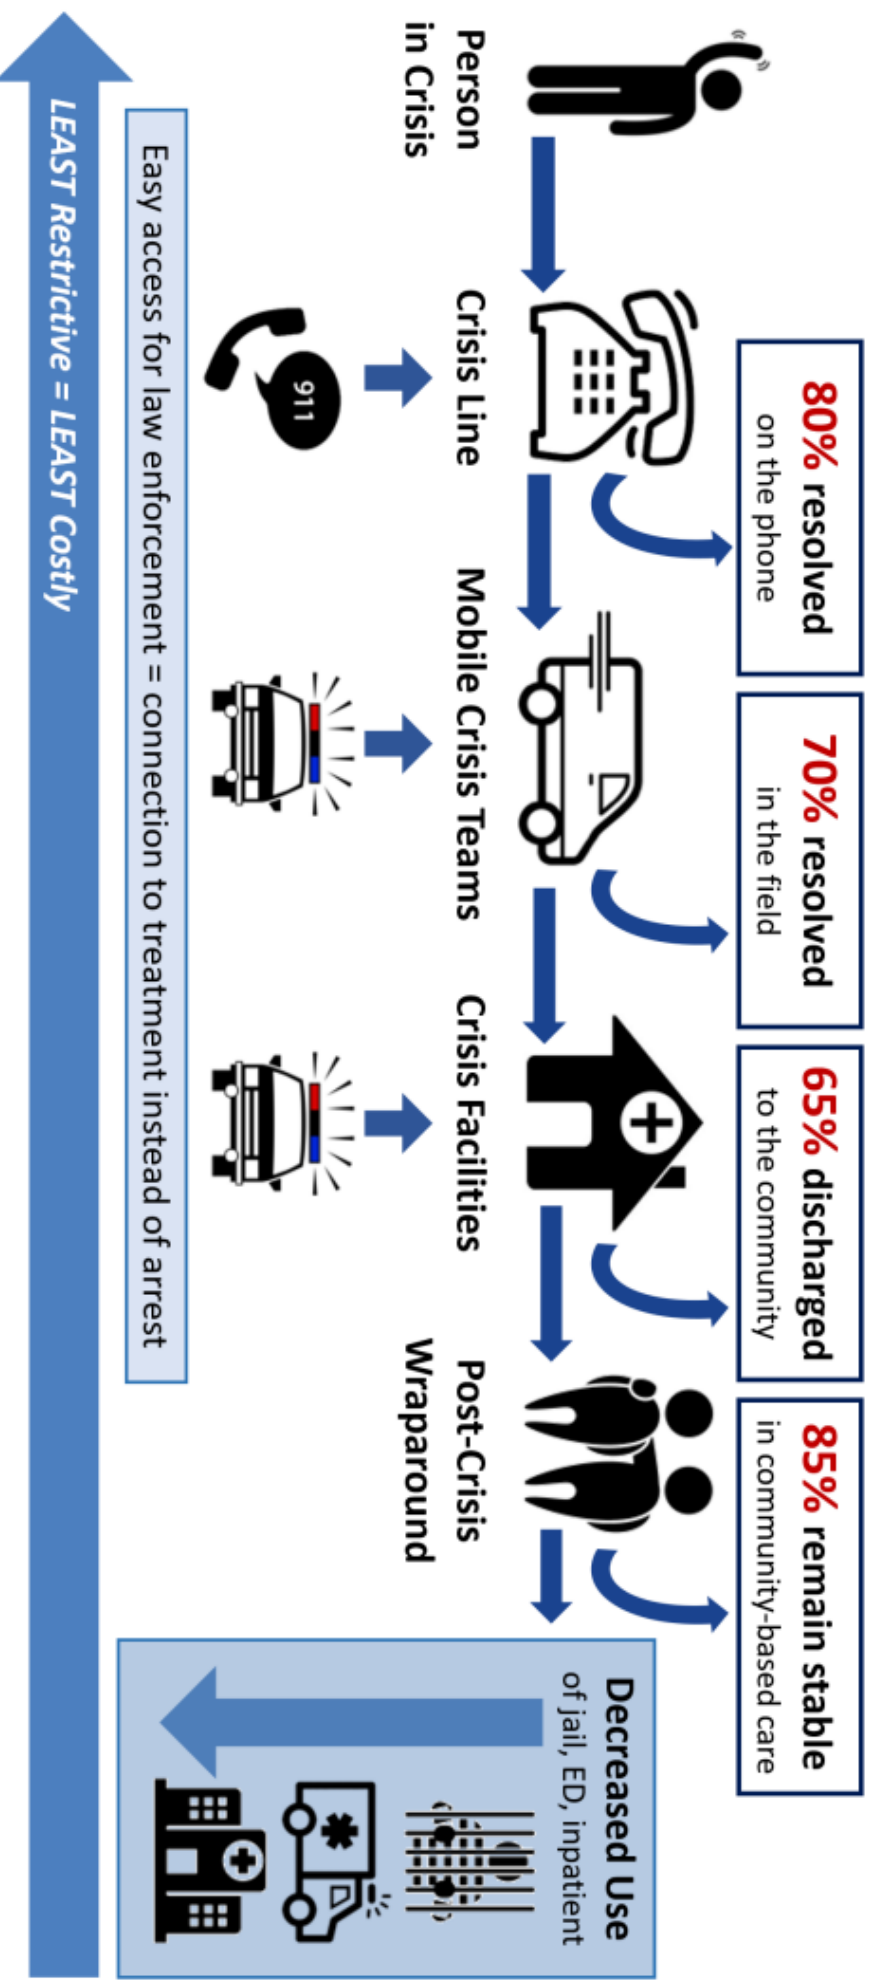 80% resolved
on the phone
70% resolved
in the field
65% discharged
to the community
85% remain stable
in community-based care
Person
in Crisis
Crisis Line
Mobile Crisis Teams
Crisis Facilities
Post-Crisis
Wraparound
Decreased Use
of jail, ED, inpatient
911
Easy access for law enforcement = connection to treatment instead of arrest
LEAST Restrictive = LEAST Costly